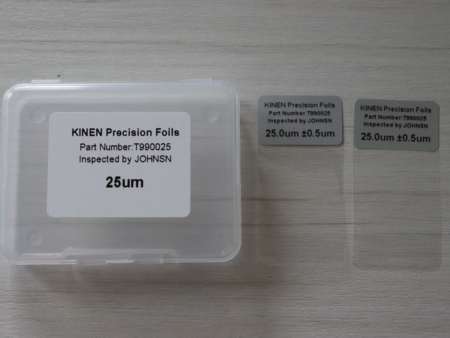 KINEN Precision Foils
Part Number:T990025
Inspected by JOHNSN
25um
KINEN Precision Foils
Part Number:T990025
Inspected by JOHNSN
25.0um ±0.5um
KINEN Precision Foils
Part Number:T990025
Inspected by JOHNSN
25.0um ±0.5um